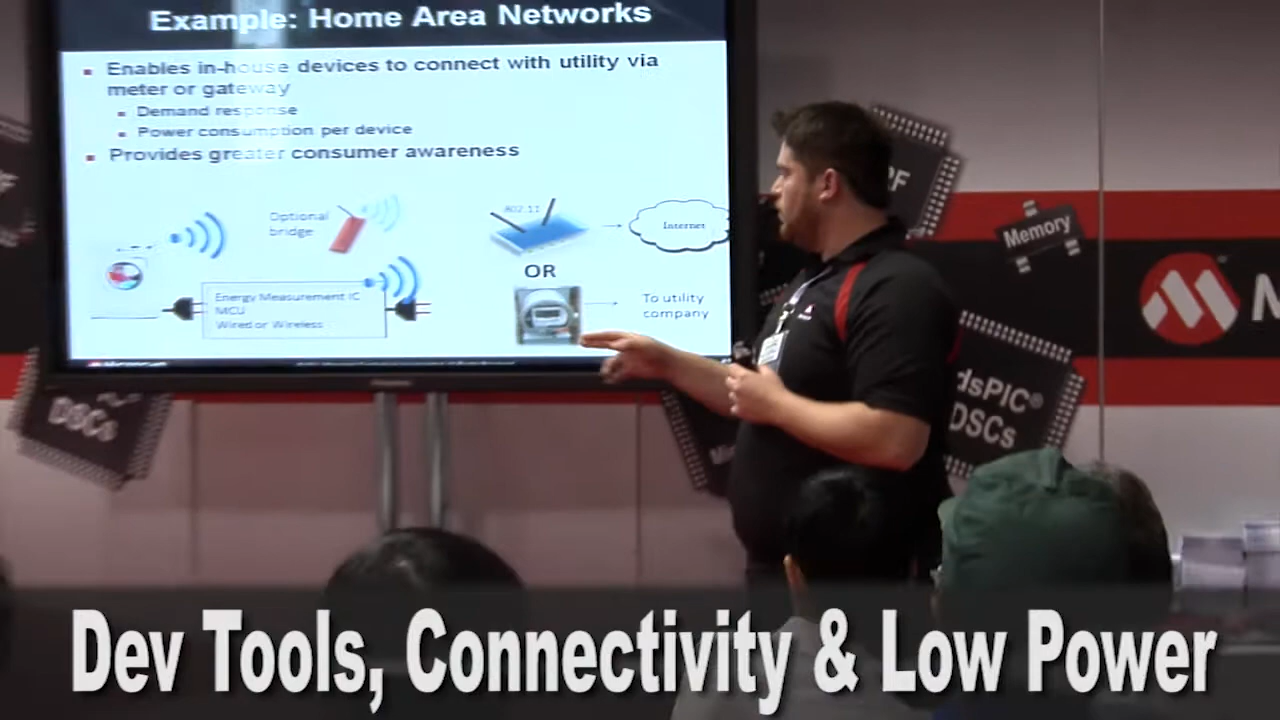 Example: Home Area Networks
Enables in-house devices to connect with utility via
meter or gateway
Demand response
Power consumption per device
Provides greater consumer awareness
Optional
bridge
802.11
Internet
OR
Energy Measurement IC
MCU
Wired or Wireless
To utility
company
RF
Memory
M
DSCs
dsPIC®
DSCs
Dev Tools, Connectivity & Low Power